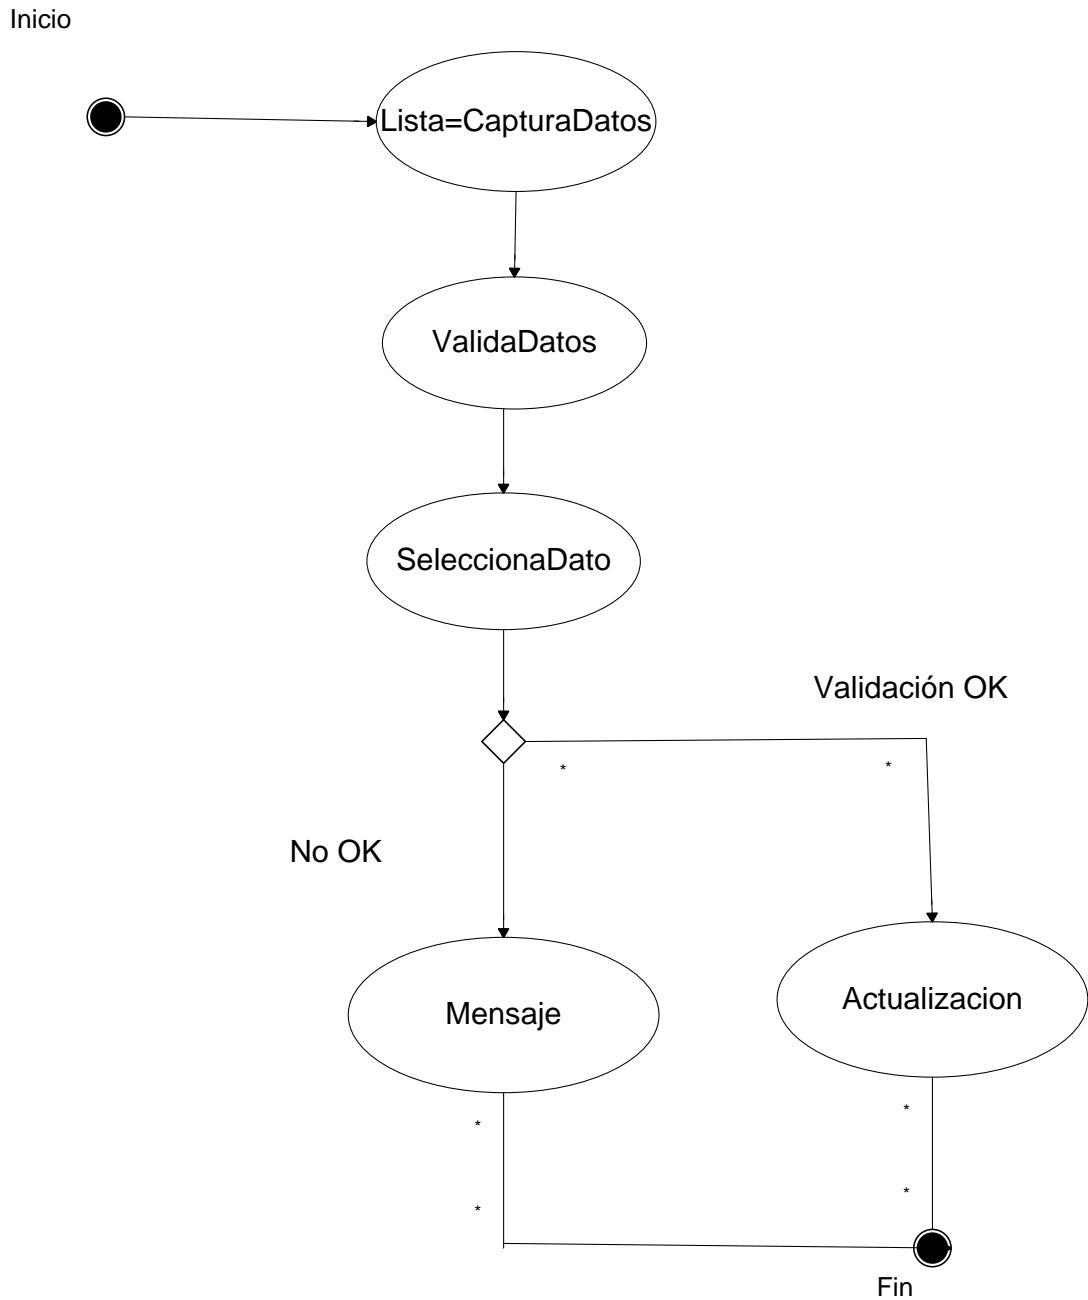 Inicio
Lista=CapturaDatos
ValidaDatos
SeleccionaDato
Validación OK
*
*
No OK
Mensaje
Actualizacion
*
*
*
*
Fin